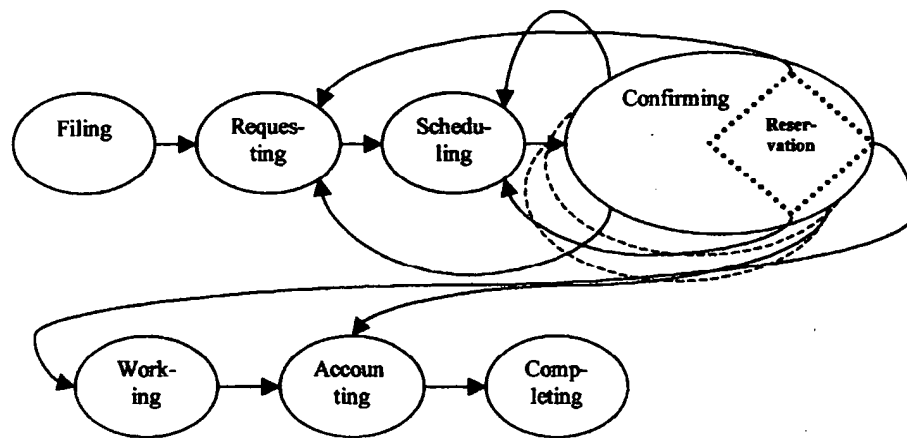 Filing
Reques-
ting
Schedu-
ling
Confirming
Reser-
vation
Work-
ing
Accoun
ting
Comp-
leting